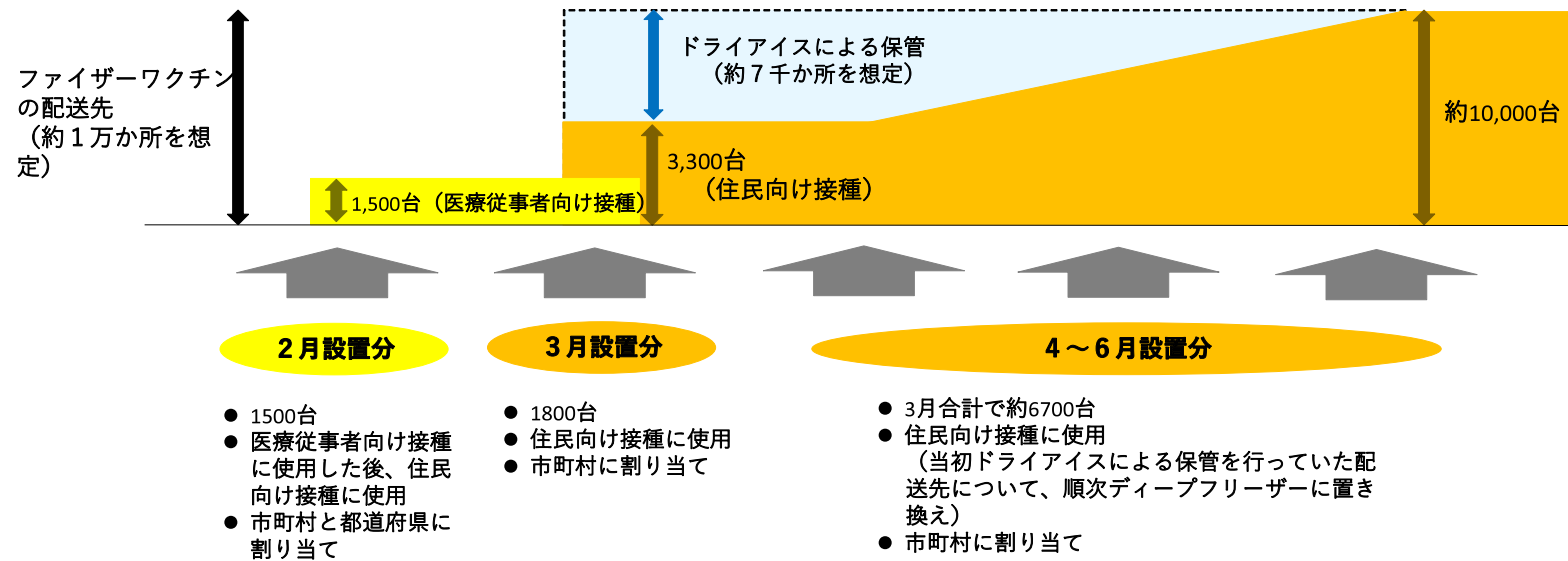 ファイザーワクチン
の配送先
（約１万か所を想
定）
ドライアイスによる保管
（約７千か所を想定）
3,300台
（住民向け接種）
1,500台（医療従事者向け接種）
約10,000台
２月設置分
３月設置分
４～６月設置分
● 1500台
● 医療従事者向け接種
に使用した後、住民
向け接種に使用
● 市町村と都道府県に
割り当て
● 1800台
● 住民向け接種に使用
● 市町村に割り当て
● 3月合計で約6700台
● 住民向け接種に使用
（当初ドライアイスによる保管を行っていた配
送先について、順次ディープフリーザーに置き
換え）
● 市町村に割り当て